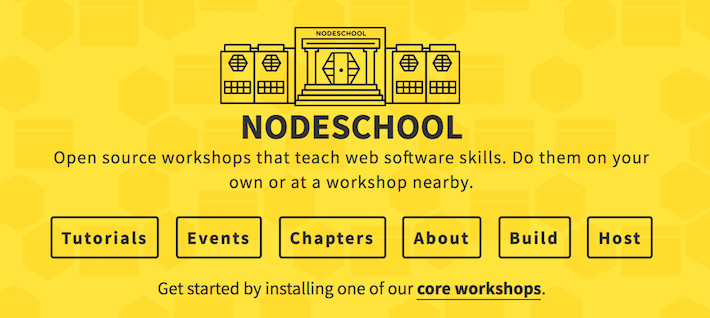 NODESCHOOL
NODESCHOOL
Open source workshops that teach web software skills. Do them on your
own or at a workshop nearby.
Tutorials Events Chapters About Build Host
Get started by installing one of our core workshops.